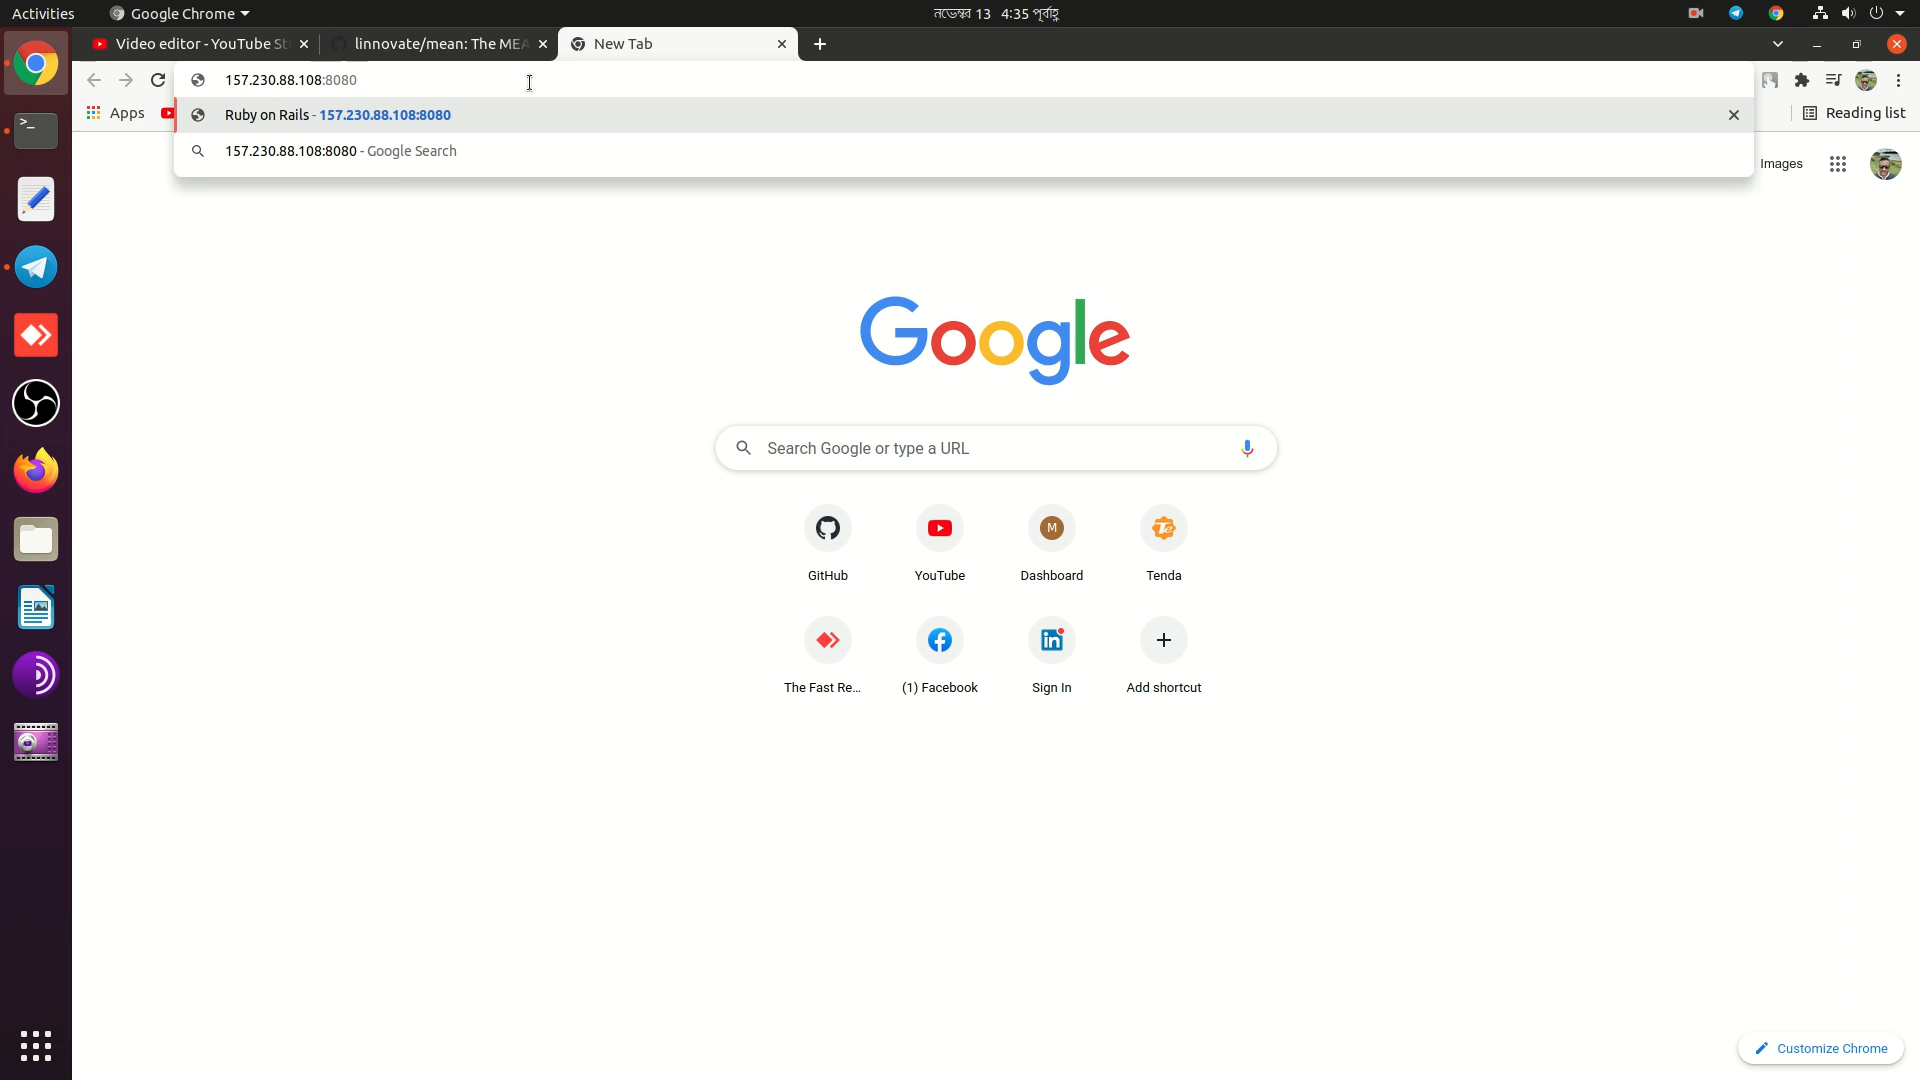 Activities Google Chrome নভেম্বর 13 4:35 পূর্বাহ্ণ
Video editor - YouTube St linnovate/mean: The MEA New Tab
157.230.88.108:8080
Apps Ruby on Rails - 157.230.88.108:8080 Reading list
157.230.88.108:8080 - Google Search
Images
Google
Search Google or type a URL
M Te
GitHub YouTube Dashboard Tenda
in
The Fast Re... (1) Facebook Sign In Add shortcut
Customize Chrome